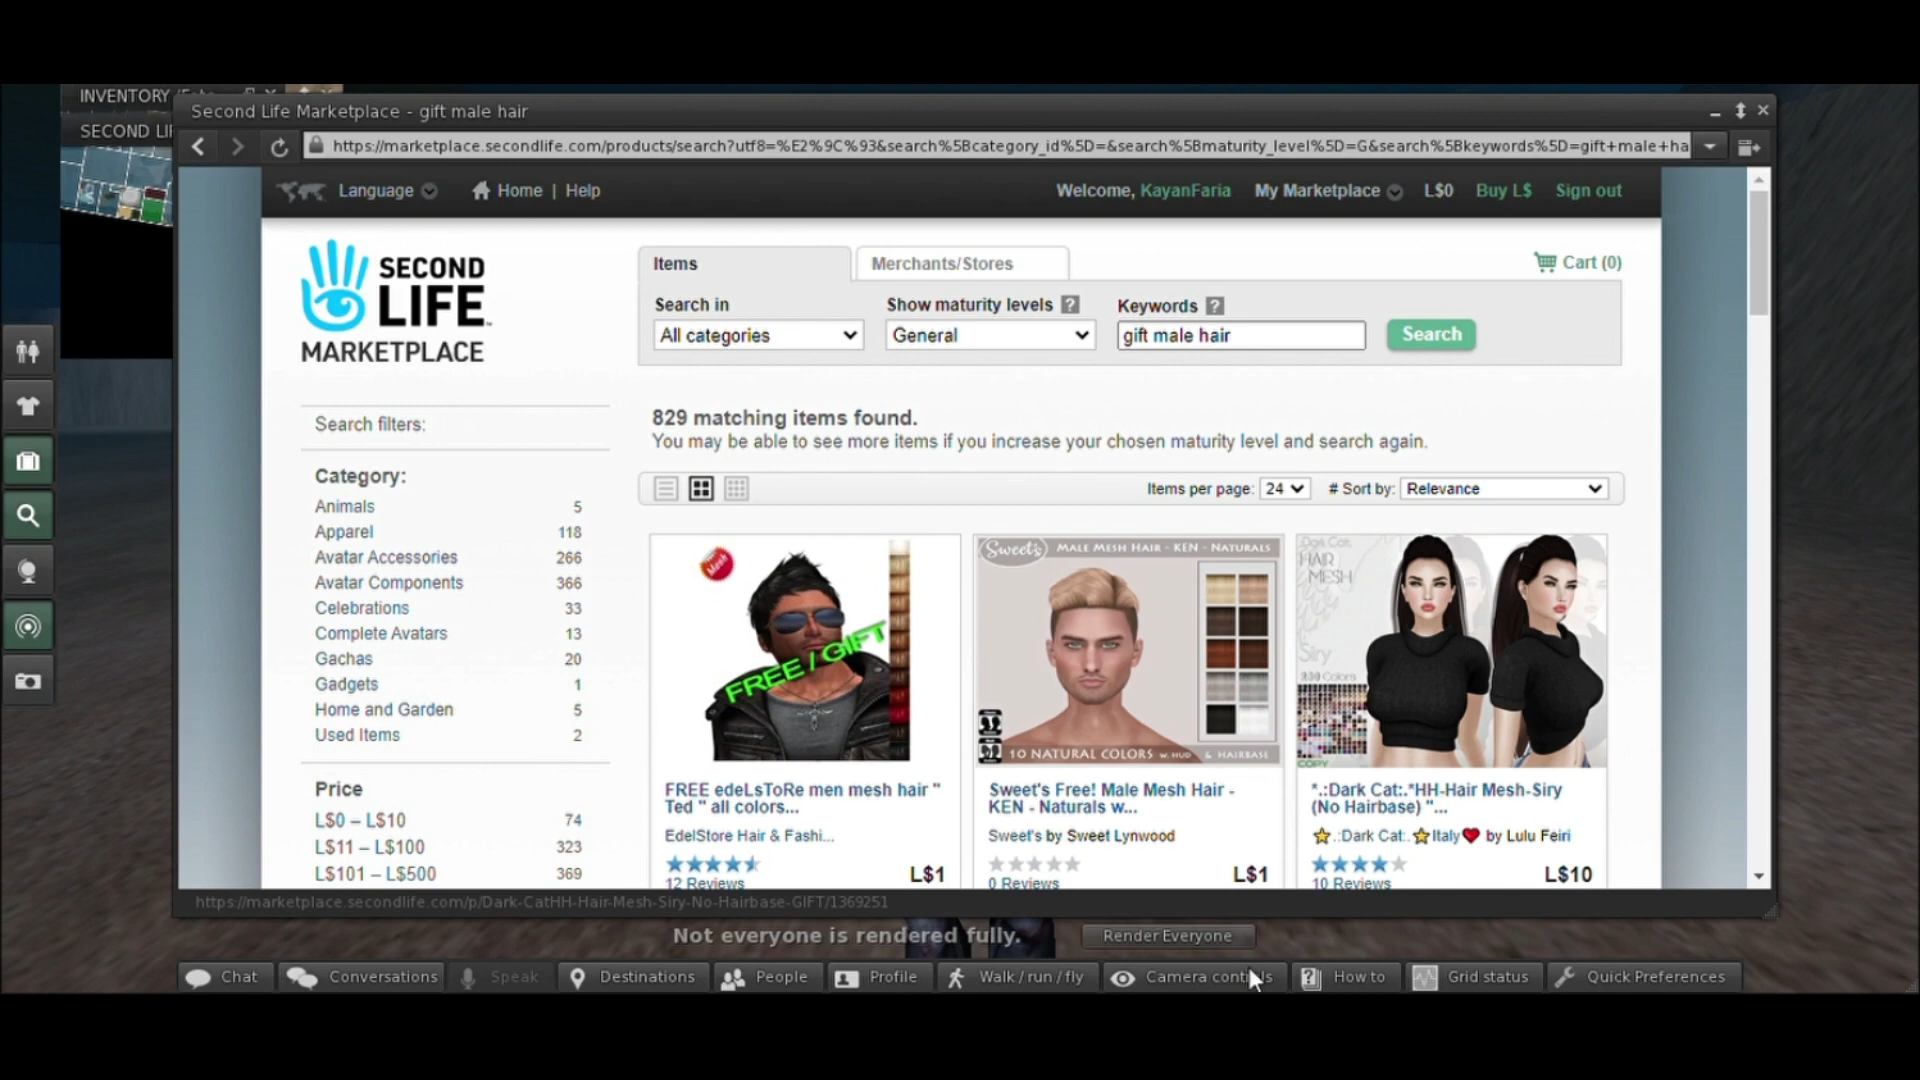 INVENTORY
SECOND LIF
Second Life Marketplace - gift male hair
https://marketplace.secondlife.com/products/search?utf8=%E2%9C%93&search%5Bcategory_id%5D=&search%5Bmaturity_level%5D=G&search%5Bkeywords%5D=gift+male+ha
Language
Home | Help
Welcome, KayanFaria My Marketplace L$0 Buy L$ Sign out
SECOND
LIFE
MARKETPLACE
Items
Merchants/Stores
Cart (0)
Search in
Show maturity levels ?
Keywords ?
All categories
General
gift male hair
Search
Search filters:
829 matching items found.
You may be able to see more items if you increase your chosen maturity level and search again.
Items per page: 24 # Sort by: Relevance
Category:
Animals 5
Apparel 118
Avatar Accessories 266
Avatar Components 366
Celebrations 33
Complete Avatars 13
Gachas 20
Gadgets 1
Home and Garden 5
Used Items 2
Price
L$0 – L$10 74
L$11 – L$100 323
L$101 – L$500 369
Mesh
FREE / GIFT
FREE edeLsToRe men mesh hair "
Ted " all colors...
EdelStore Hair & Fashi...
12 Reviews
L$1
Sweet's MALE MESH HAIR - KEN - NATURALS
10 NATURAL COLORS W. HUD & HAIRBASE
Sweet's Free! Male Mesh Hair -
KEN - Naturals w...
Sweet's by Sweet Lynwood
0 Reviews
L$1
Dark Cat
HAIR
MESH
Siry
230 Colors
COPY
*.:Dark Cat:.*HH-Hair Mesh-Siry
(No Hairbase) "...
.:Dark Cat:. Italy by Lulu Feiri
10 Reviews
L$10
https://marketplace.secondlife.com/p/Dark-CatHH-Hair-Mesh-Siry-No-Hairbase-GIFT/1369251
Not everyone is rendered fully.
Render Everyone
Chat
Conversations
Speak
Destinations
People
Profile
Walk / run / fly
Camera controls
How to
Grid status
Quick Preferences